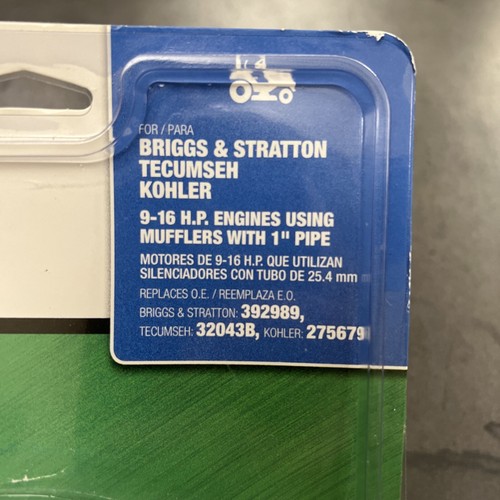 FOR / PARA
BRIGGS & STRATTON
TECUMSEH
KOHLER
9-16 H.P. ENGINES USING
MUFFLERS WITH 1" PIPE
MOTORES DE 9-16 H.P. QUE UTILIZAN
SILENCIADORES CON TUBO DE 25.4 mm
REPLACES O.E. / REEMPLAZA E.O.
BRIGGS & STRATTON: 392989,
TECUMSEH: 32043B, KOHLER: 275679